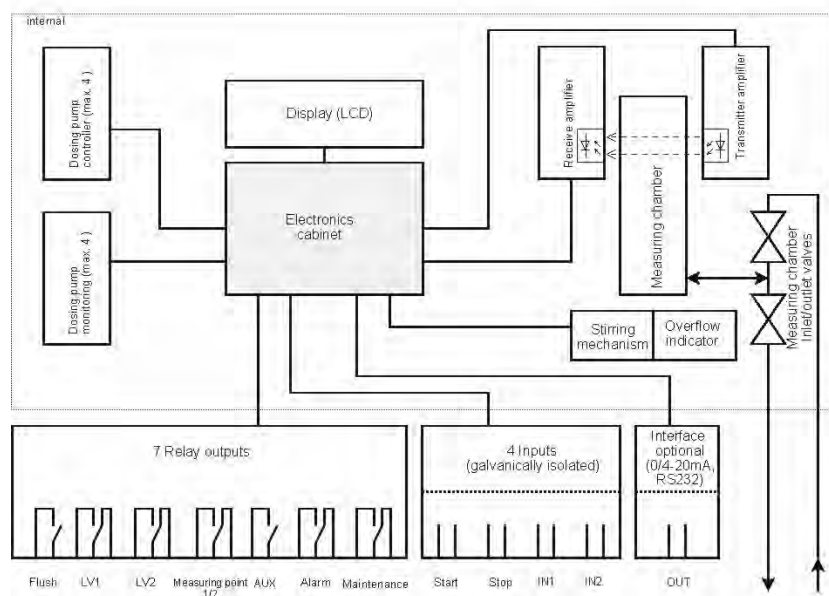 internal
Dosing pump
controller (max. 4 )
Display (LCD)
Receive amplifier
Transmitter amplifier
Measuring chamber
Electronics
cabinet
Dosing pump
monitoring (max. 4 )
Measuring chamber
Inlet/outlet valves
Stirring
mechanism
Overflow
indicator
7 Relay outputs
4 Inputs
(galvanically isolated)
Interface
optional
(0/4-20mA,
RS232)
Flush
LV1
LV2
Measuring point
1/2
AUX
Alarm
Maintenance
Start
Stop
IN1
IN2
OUT